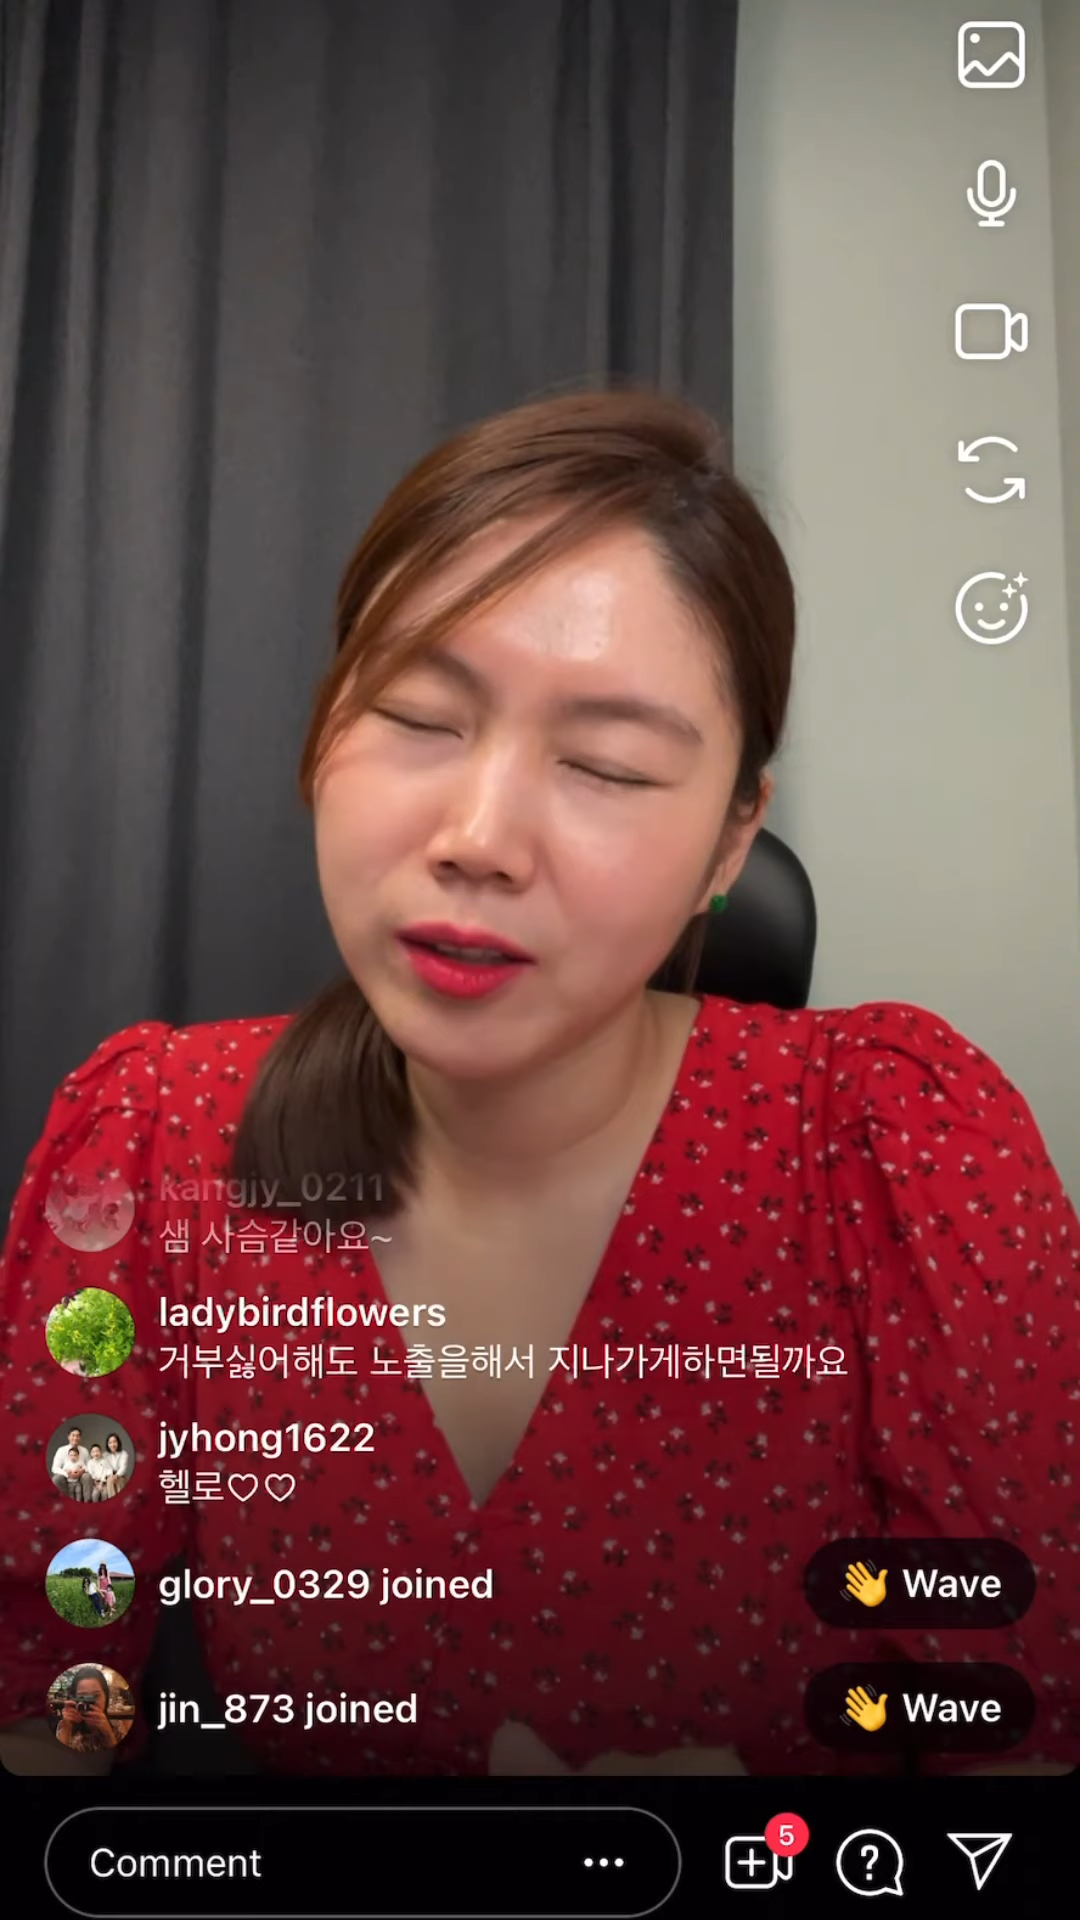 kangjy_0211
샘 사슴같아요~
ladybirdflowers
거부싫어해도 노출을해서 지나가게하면될까요
jyhong1622
헬로♡♡
glory_0329 joined
👋 Wave
jin_873 joined
👋 Wave
Comment
5